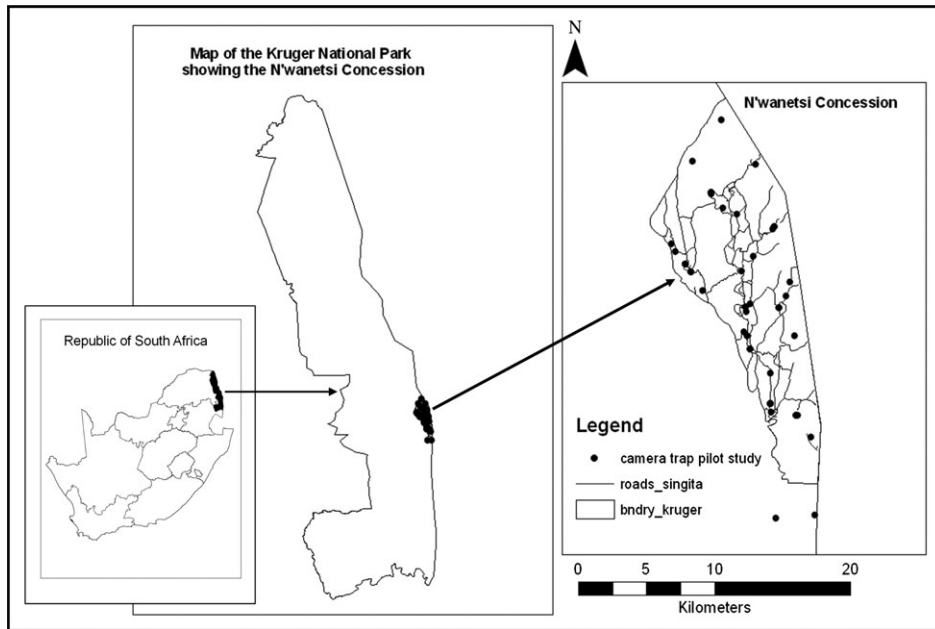 Map of the Kruger National Park
showing the N'wanetsi Concession
Republic of South Africa
N
N'wanetsi Concession
Legend
camera trap pilot study
roads_singita
bndry_kruger
0 5 10 20
Kilometers